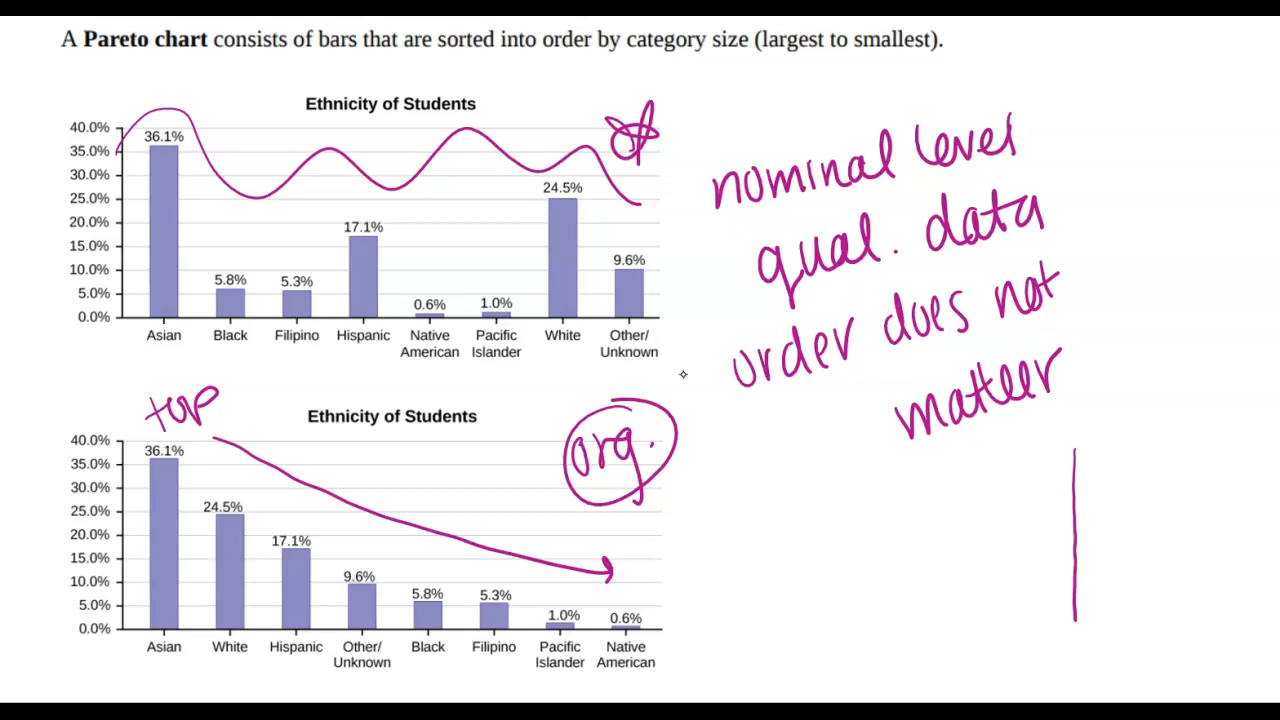 A Pareto chart consists of bars that are sorted into order by category size (largest to smallest).
Ethnicity of Students
40.0%
35.0%
30.0%
25.0%
20.0%
15.0%
10.0%
5.0%
0.0%
36.1%
5.8%
5.3%
17.1%
0.6%
1.0%
24.5%
9.6%
Asian
Black
Filipino
Hispanic
Native
American
Pacific
Islander
White
Other/
Unknown
nominal level
qual. data
order does not
matter
top
Ethnicity of Students
org.
40.0%
35.0%
30.0%
25.0%
20.0%
15.0%
10.0%
5.0%
0.0%
36.1%
24.5%
17.1%
9.6%
5.8%
5.3%
1.0%
0.6%
Asian
White
Hispanic
Other/
Unknown
Black
Filipino
Pacific
Islander
Native
American